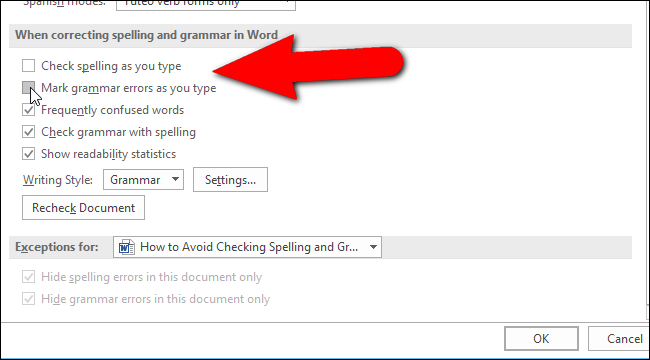 Spanish modes: Tuteo verb forms only
When correcting spelling and grammar in Word
Check spelling as you type
Mark grammar errors as you type
Frequently confused words
Check grammar with spelling
Show readability statistics
Writing Style: Grammar Settings...
Recheck Document
Exceptions for: How to Avoid Checking Spelling and Gr...
Hide spelling errors in this document only
Hide grammar errors in this document only
OK Cancel